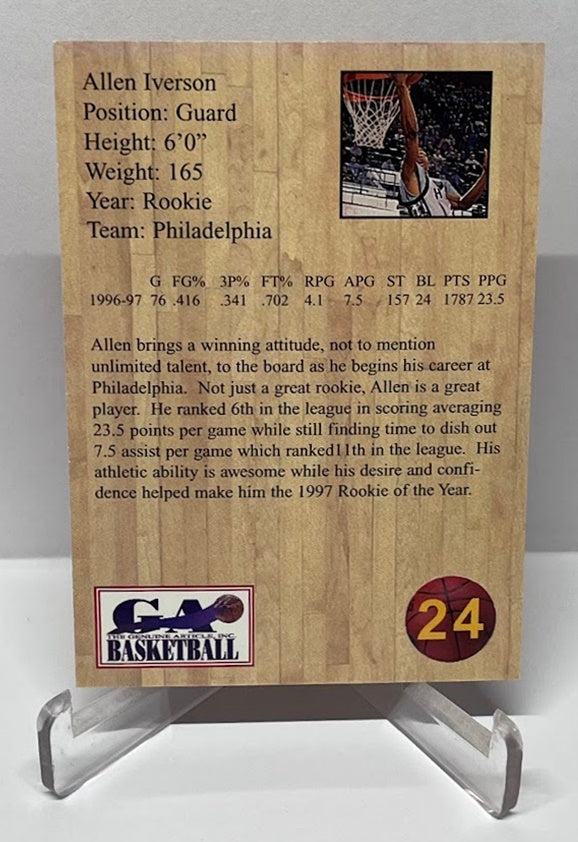 Allen Iverson
Position: Guard
Height: 6'0”
Weight: 165
Year: Rookie
Team: Philadelphia
G FG% 3P% FT% RPG APG ST BL PTS PPG
1996-97 76 .416 .341 .702 4.1 7.5 157 24 1787 23.5
Allen brings a winning attitude, not to mention
unlimited talent, to the board as he begins his career at
Philadelphia. Not just a great rookie, Allen is a great
player. He ranked 6th in the league in scoring averaging
23.5 points per game while still finding time to dish out
7.5 assist per game which ranked11th in the league. His
athletic ability is awesome while his desire and confi-
dence helped make him the 1997 Rookie of the Year.
GA
THE GENUINE ARTICLE, INC.
BASKETBALL
24